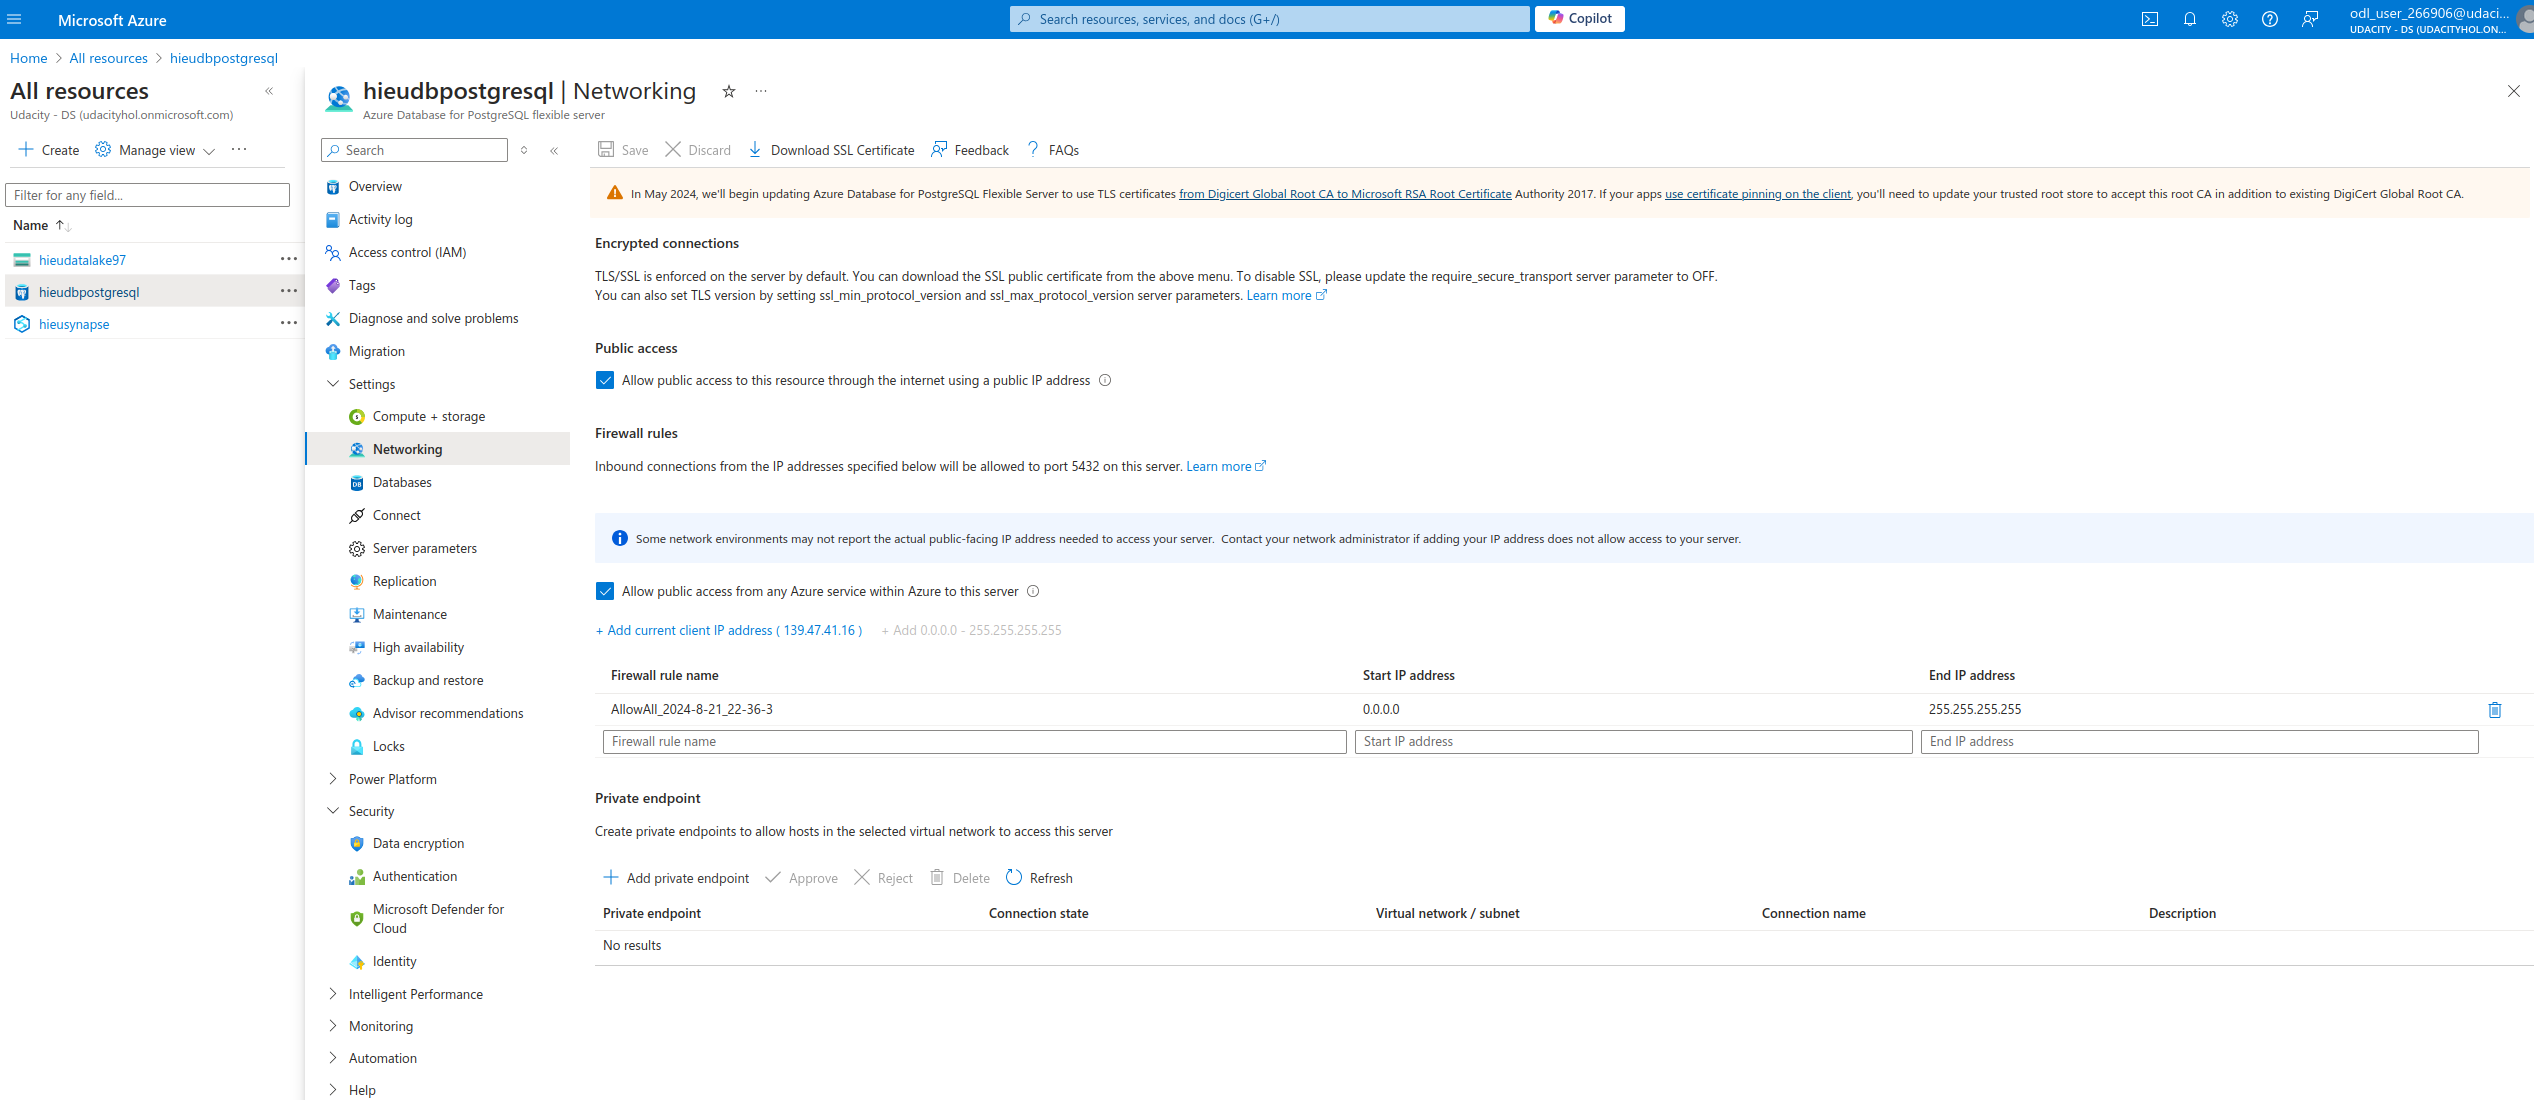 Microsoft Azure
Search resources, services, and docs (G+/)
Copilot
odl_user_266906@udaci...
UDACITY - DS (UDACITYHOL.ON...
Home > All resources > hieudbpostgresql
All resources
Udacity - DS (udacityhol.onmicrosoft.com)
Create
Manage view
Filter for any field...
Name
hieudatalake97
hieudbpostgresql
hieusynapse
hieudbpostgresql | Networking
Azure Database for PostgreSQL flexible server
Search
Overview
Activity log
Access control (IAM)
Tags
Diagnose and solve problems
Migration
Settings
Compute + storage
Networking
Databases
Connect
Server parameters
Replication
Maintenance
High availability
Backup and restore
Advisor recommendations
Locks
Power Platform
Security
Data encryption
Authentication
Microsoft Defender for
Cloud
Identity
Intelligent Performance
Monitoring
Automation
Help
Save
Discard
Download SSL Certificate
Feedback
FAQs
In May 2024, we'll begin updating Azure Database for PostgreSQL Flexible Server to use TLS certificates from Digicert Global Root CA to Microsoft RSA Root Certificate Authority 2017. If your apps use certificate pinning on the client, you'll need to update your trusted root store to accept this root CA in addition to existing DigiCert Global Root CA.
Encrypted connections
TLS/SSL is enforced on the server by default. You can download the SSL public certificate from the above menu. To disable SSL, please update the require_secure_transport server parameter to OFF.
You can also set TLS version by setting ssl_min_protocol_version and ssl_max_protocol_version server parameters. Learn more
Public access
Allow public access to this resource through the internet using a public IP address
Firewall rules
Inbound connections from the IP addresses specified below will be allowed to port 5432 on this server. Learn more
Some network environments may not report the actual public-facing IP address needed to access your server. Contact your network administrator if adding your IP address does not allow access to your server.
Allow public access from any Azure service within Azure to this server
+ Add current client IP address ( 139.47.41.16 )
+ Add 0.0.0.0 - 255.255.255.255
Firewall rule name Start IP address End IP address
AllowAll_2024-8-21_22-36-3 0.0.0.0 255.255.255.255
Firewall rule name Start IP address End IP address
Private endpoint
Create private endpoints to allow hosts in the selected virtual network to access this server
Add private endpoint
Approve
Reject
Delete
Refresh
Private endpoint Connection state Virtual network / subnet Connection name Description
No results